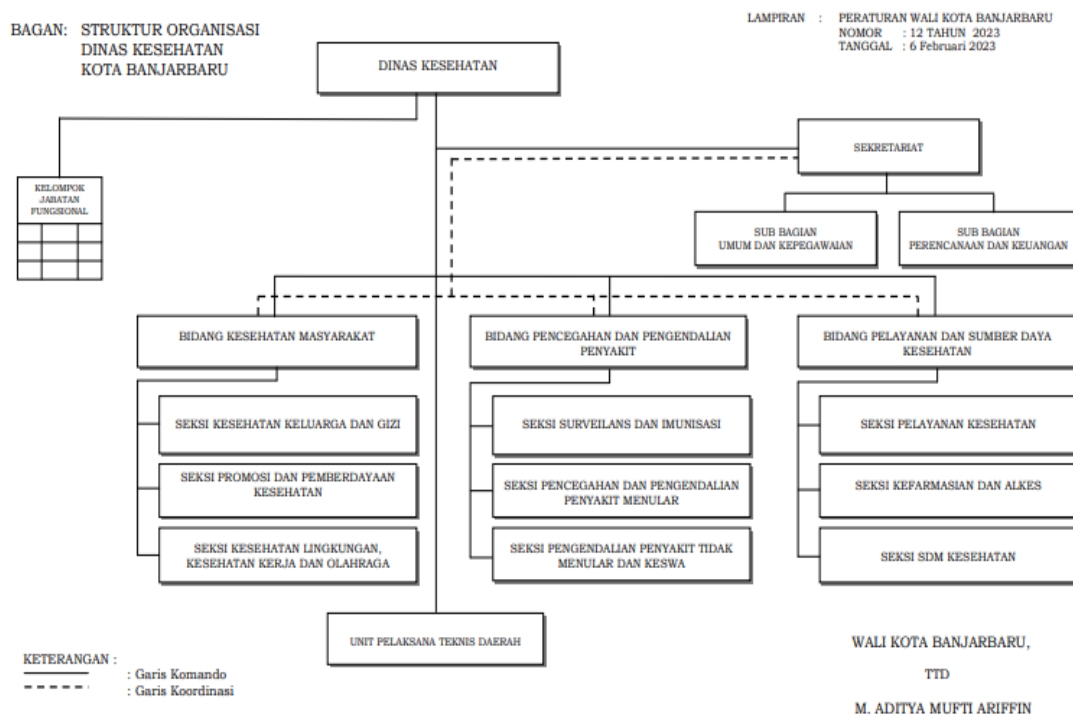 BAGAN: STRUKTUR ORGANISASI
DINAS KESEHATAN
KOTA BANJARBARU
LAMPIRAN : PERATURAN WALI KOTA BANJARBARU
NOMOR : 12 TAHUN 2023
TANGGAL : 6 Februari 2023
DINAS KESEHATAN
SEKRETARIAT
KELOMPOK
JABATAN
FUNGSIONAL
SUB BAGIAN
UMUM DAN KEPEGAWAIAN
SUB BAGIAN
PERENCANAAN DAN KEUANGAN
BIDANG KESEHATAN MASYARAKAT
BIDANG PENCEGAHAN DAN PENGENDALIAN
PENYAKIT
BIDANG PELAYANAN DAN SUMBER DAYA
KESEHATAN
SEKSI KESEHATAN KELUARGA DAN GIZI
SEKSI SURVEILANS DAN IMUNISASI
SEKSI PELAYANAN KESEHATAN
SEKSI PROMOSI DAN PEMBERDAYAAN
KESEHATAN
SEKSI PENCEGAHAN DAN PENGENDALIAN
PENYAKIT MENULAR
SEKSI KEFARMASIAN DAN ALKES
SEKSI KESEHATAN LINGKUNGAN,
KESEHATAN KERJA DAN OLAHRAGA
SEKSI PENGENDALIAN PENYAKIT TIDAK
MENULAR DAN KESWA
SEKSI SDM KESEHATAN
UNIT PELAKSANA TEKNIS DAERAH
KETERANGAN :
: Garis Komando
: Garis Koordinasi
WALI KOTA BANJARBARU,
TTD
M. ADITYA MUFTI ARIFFIN